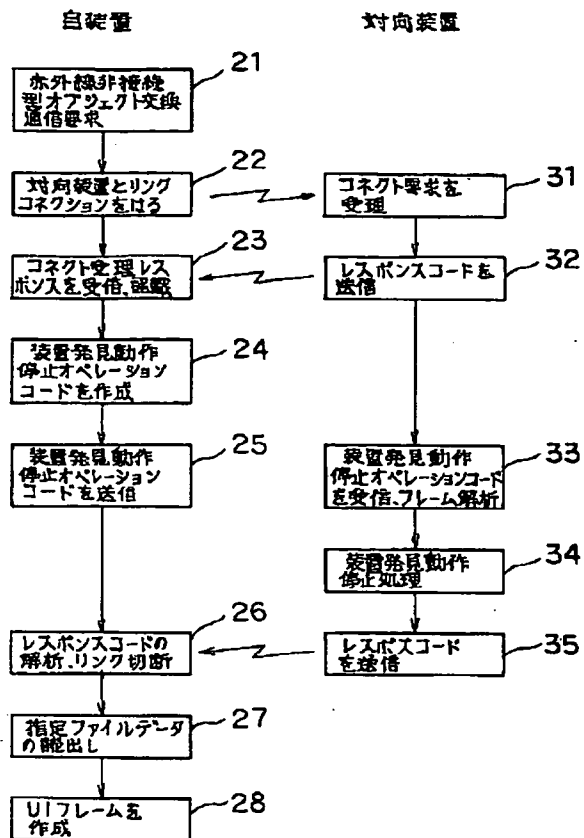 自装置
対向装置
21
赤外線非接続
型オブジェクト交換
通信要求
22
対向装置とリンク
コネクションをはる
31
コネクト要求を
受理
23
コネクト受理レス
ポンスを受信、
32
レスポンスコードを
送信
24
装置発見動作
停止オペレーション
コードを作成
25
装置発見動作
停止オペレーション
コードを送信
33
装置発見動作
停止オペレーションコード
を受信、フレーム解析
34
装置発見動作
停止処理
26
レスポンスコードの
解析、リンク切断
35
レスポスコード
を送信
27
指定ファイルデータ
の読出し
28
UIフレームを
作成